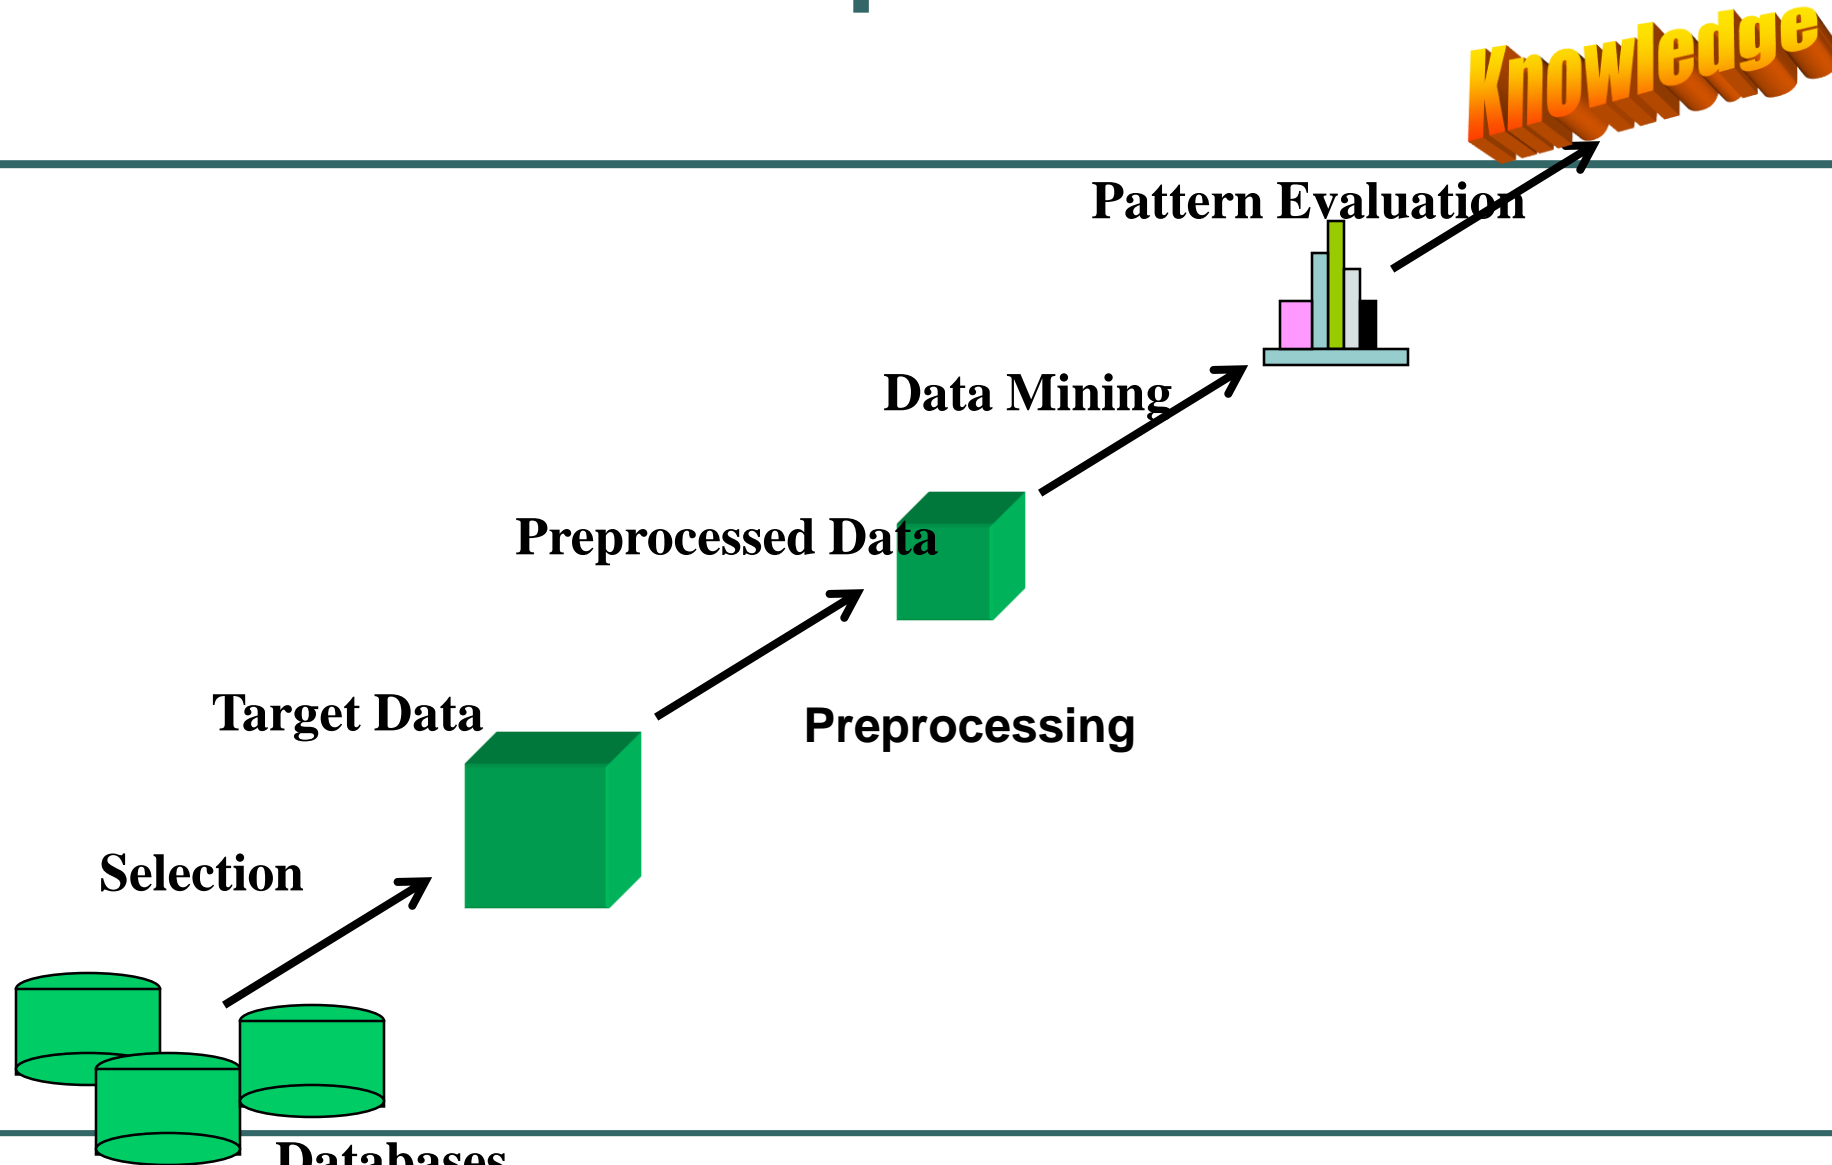 Knowledge
Pattern Evaluation
Data Mining
Preprocessed Data
Target Data
Preprocessing
Selection
Databases